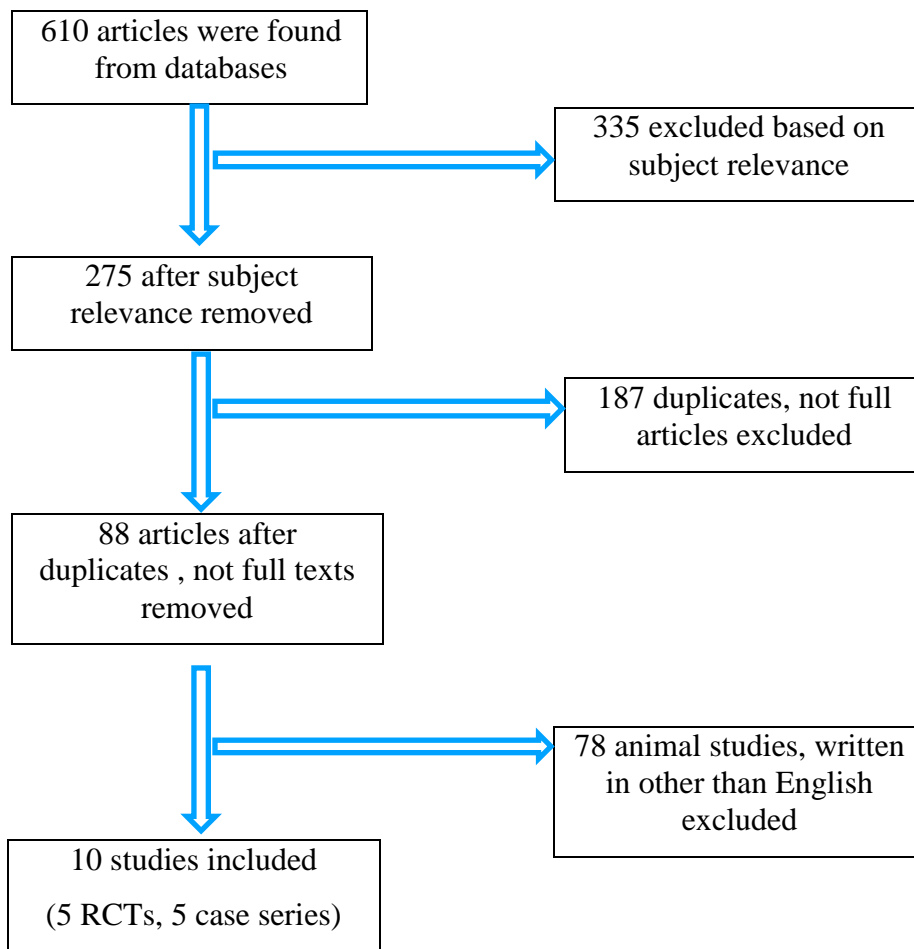 610 articles were found
from databases
335 excluded based on
subject relevance
275 after subject
relevance removed
187 duplicates, not full
articles excluded
88 articles after
duplicates , not full texts
removed
78 animal studies, written
in other than English
excluded
10 studies included
(5 RCTs, 5 case series)